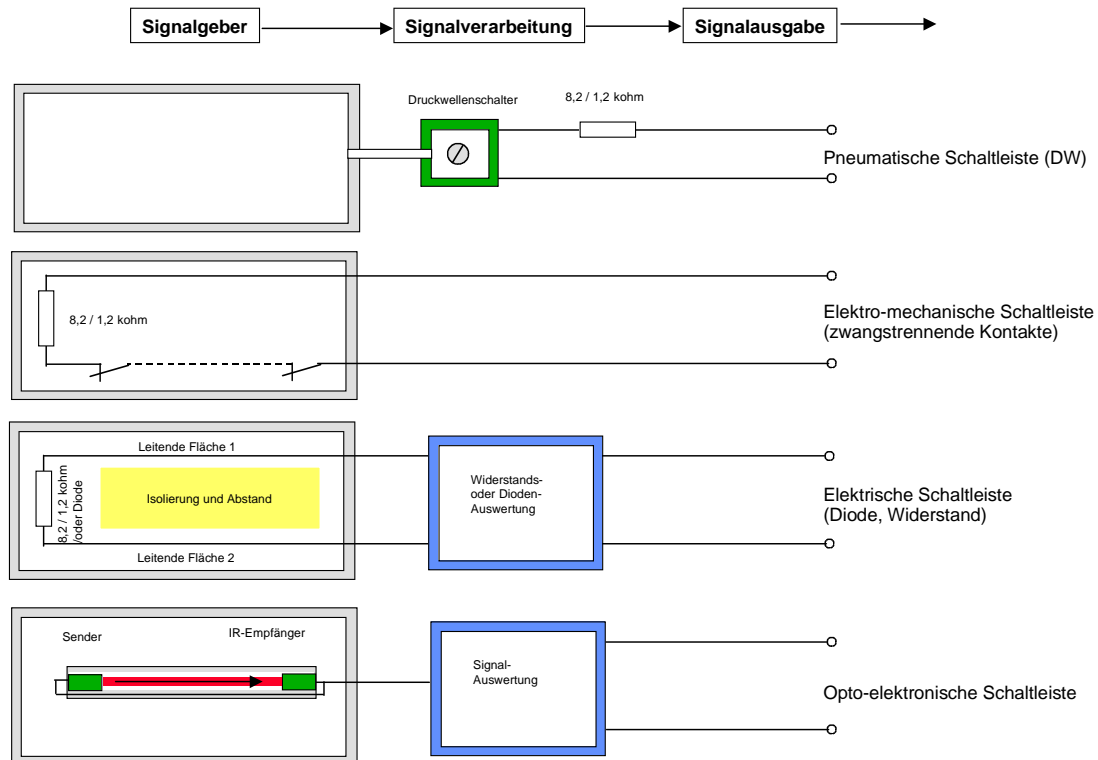 Signalgeber
Signalverarbeitung
Signalausgabe
Druckwellenschalter
8,2 / 1,2 kohm
Pneumatische Schaltleiste (DW)
8,2 / 1,2 kohm
Elektro-mechanische Schaltleiste
(zwangstrennende Kontakte)
Leitende Fläche 1
8,2 / 1,2 kohm
/oder Diode
Isolierung und Abstand
Leitende Fläche 2
Widerstands-
oder Dioden-
Auswertung
Elektrische Schaltleiste
(Diode, Widerstand)
Sender
IR-Empfänger
Signal-
Auswertung
Opto-elektronische Schaltleiste